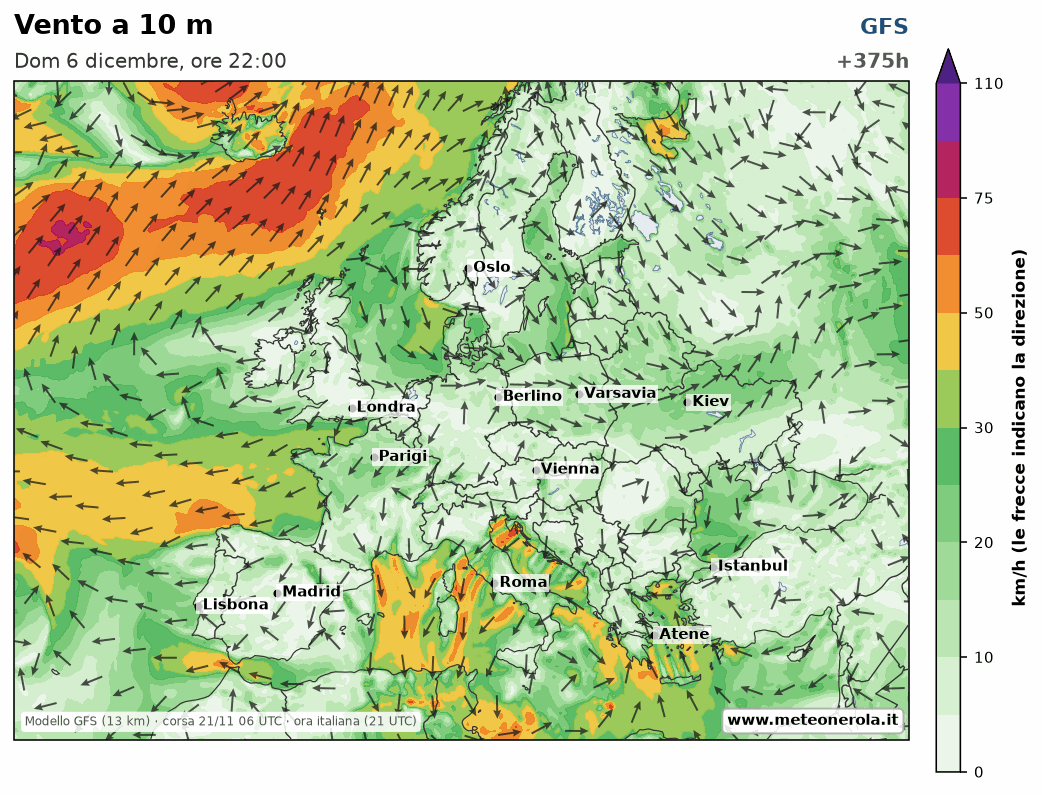 Vento a 10 m
GFS
Dom 6 dicembre, ore 22:00
+375h
110
75
50
30
20
10
0
km/h (le frecce indicano la direzione)
Oslo
Londra
Berlino
Varsavia
Kiev
Parigi
Vienna
Istanbul
Roma
Madrid
Lisbona
Atene
Modello GFS (13 km) · corsa 21/11 06 UTC · ora italiana (21 UTC)
www.meteonerola.it